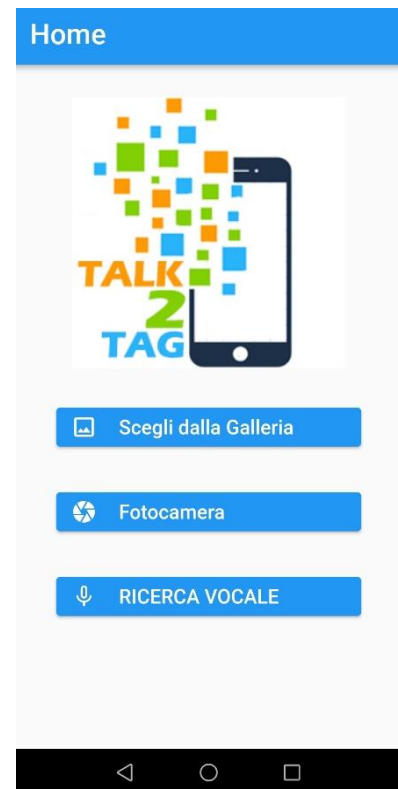 Home
TALK
2
TAG
Scegli dalla Galleria
Fotocamera
RICERCA VOCALE